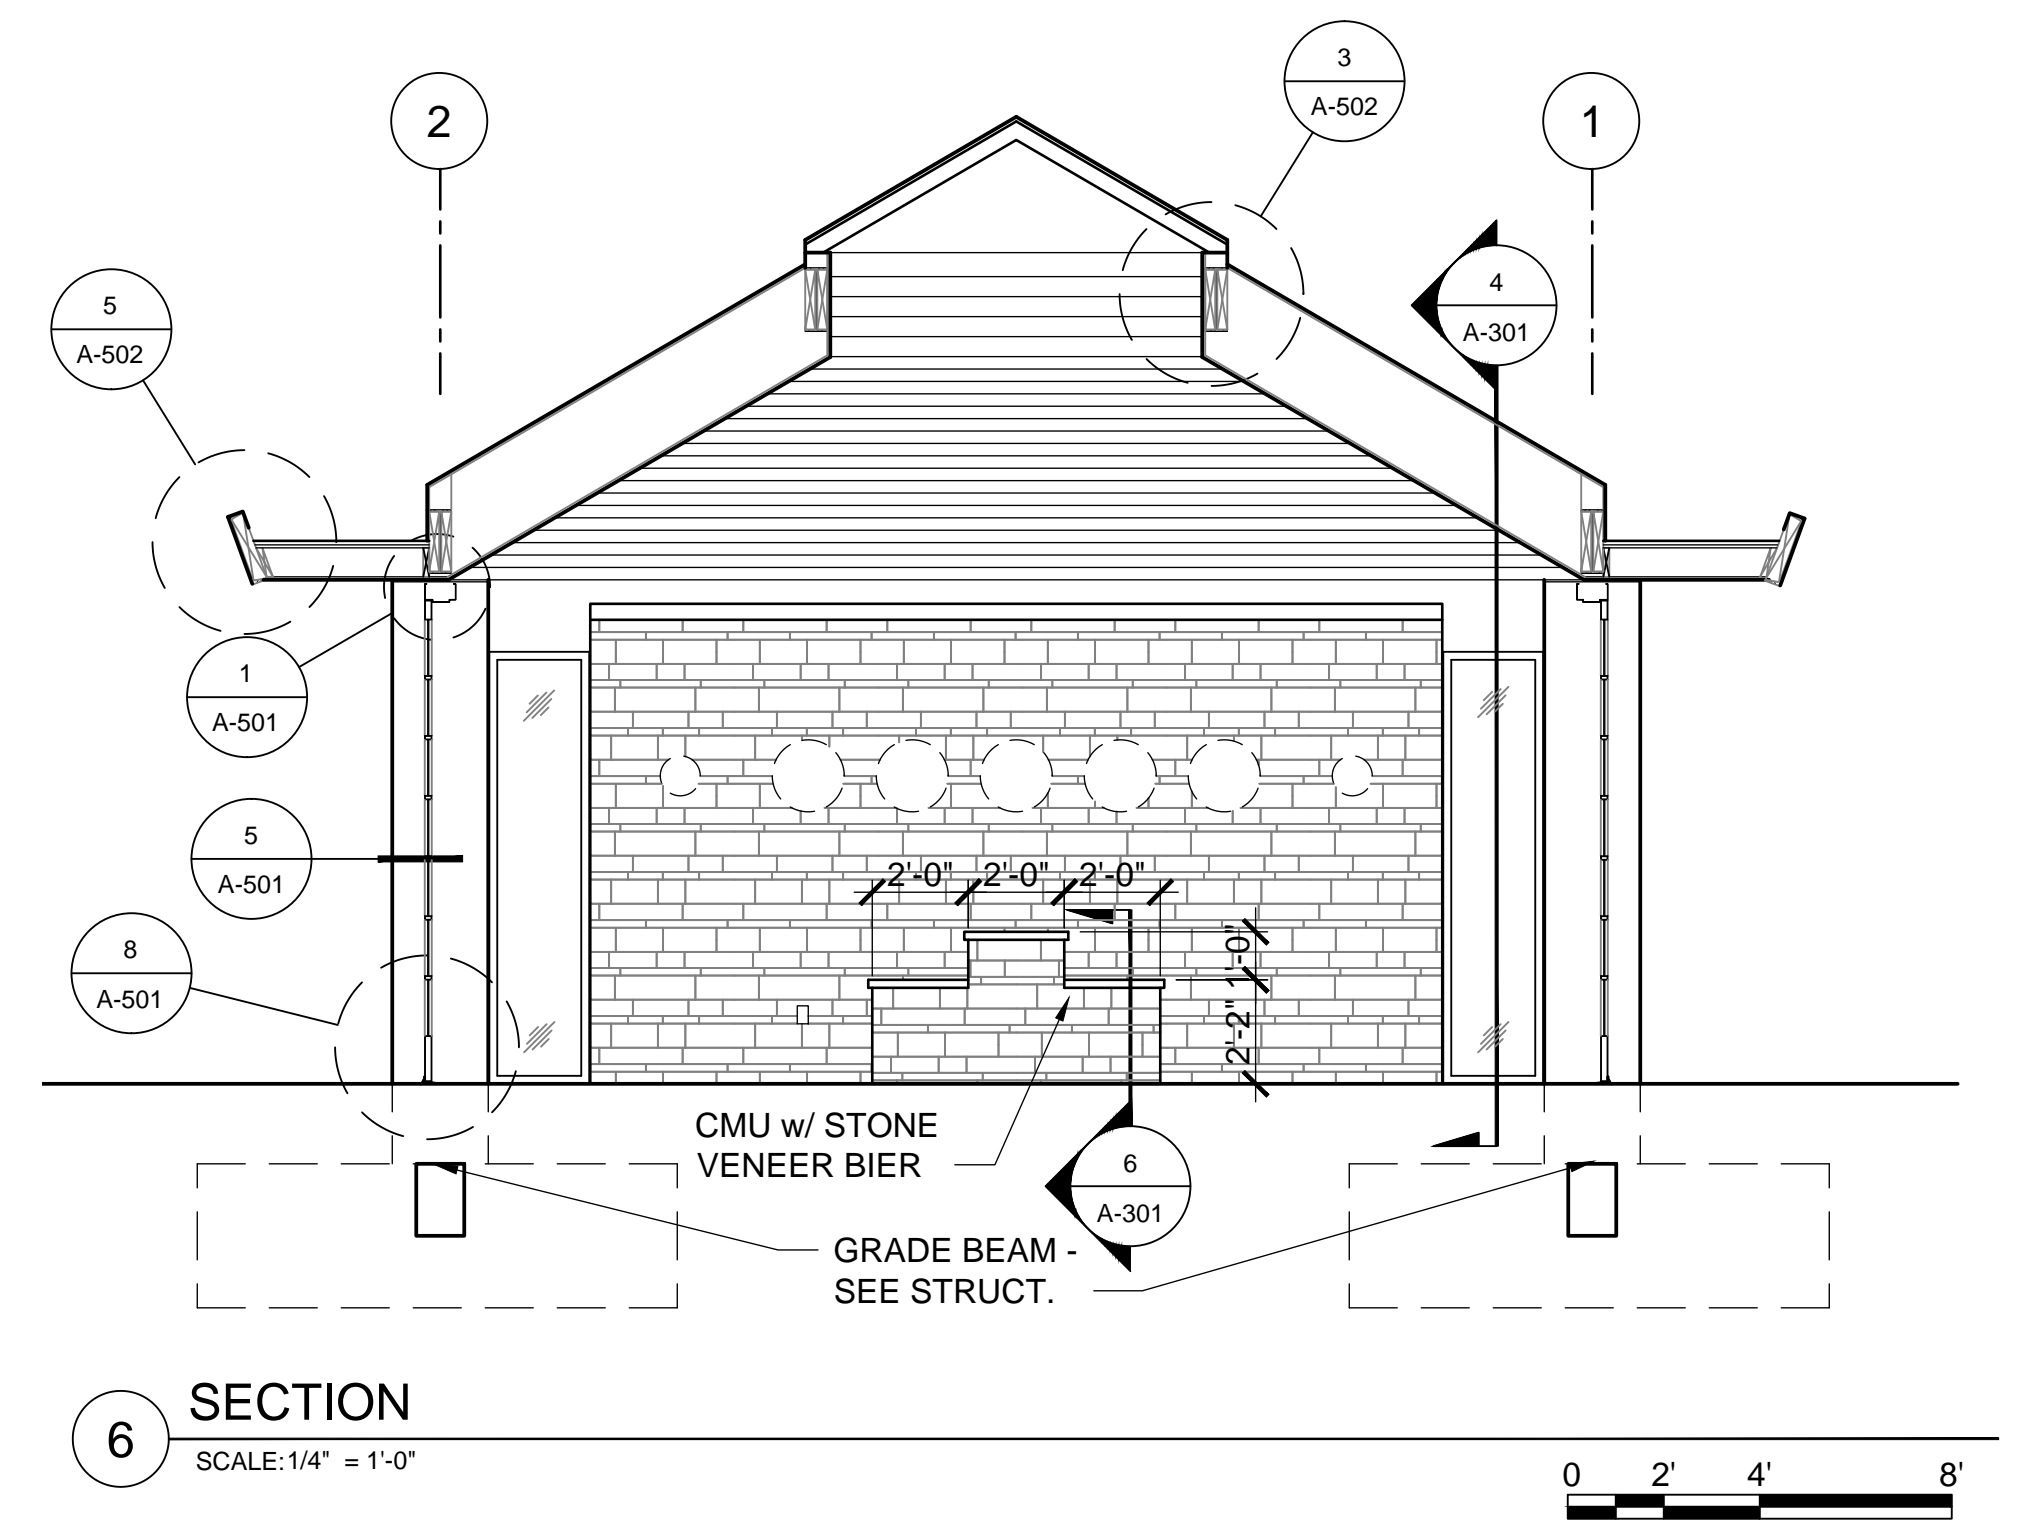 3
A-502
2
1
4
A-301
5
A-502
1
A-501
5
A-501
2'-0" 2'-0" 2'-0"
1'-0"
2'-2"
8
A-501
CMU w/ STONE
VENEER BIER
6
A-301
GRADE BEAM -
SEE STRUCT.
6
SECTION
SCALE: 1/4" = 1'-0"
0 2' 4' 8'